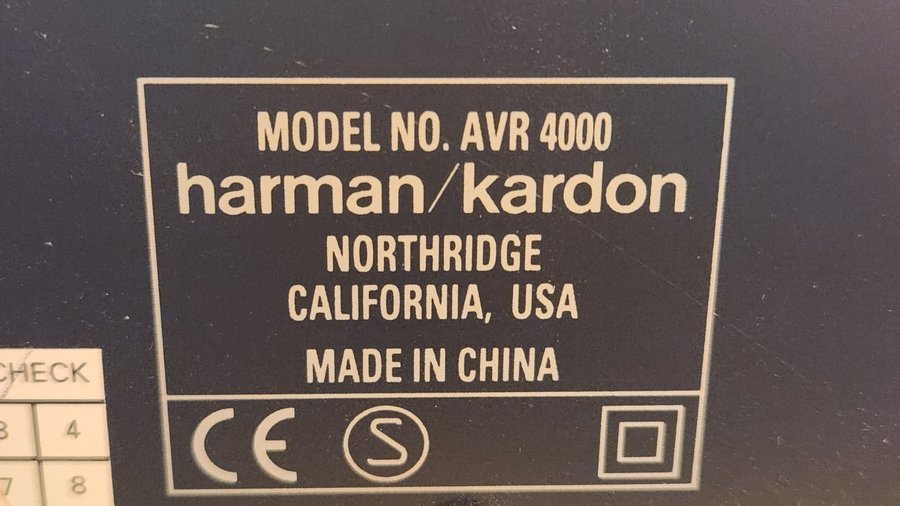 MODEL NO. AVR 4000
harman/kardon
NORTHRIDGE
CALIFORNIA, USA
MADE IN CHINA
CE S
CHECK
3 4
7 8